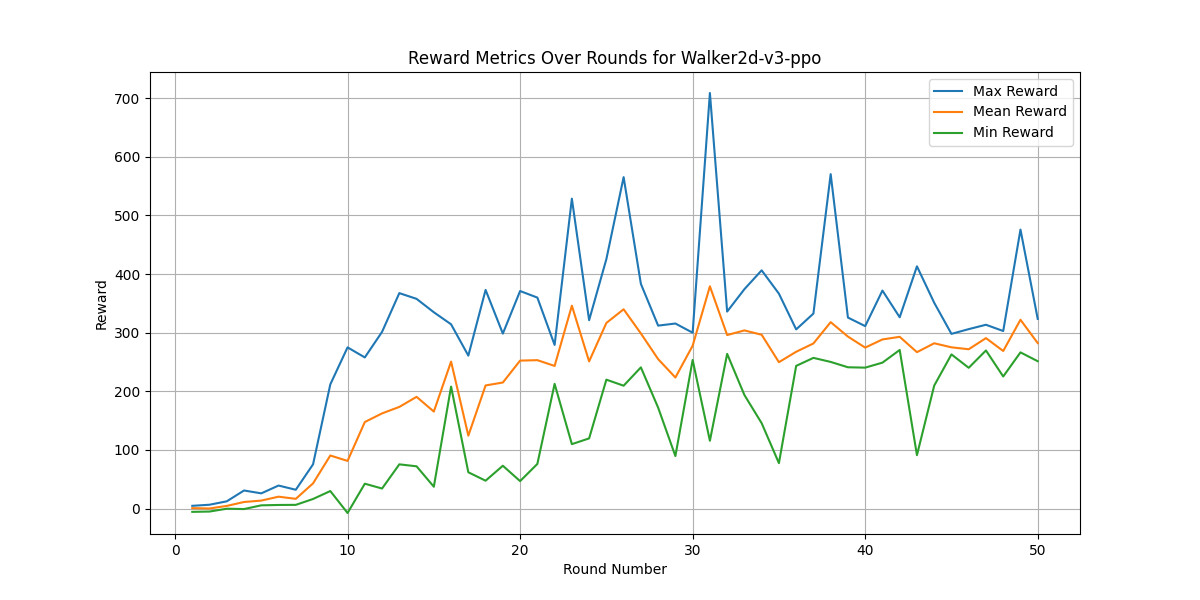 Reward Metrics Over Rounds for Walker2d-v3-ppo
Max Reward
Mean Reward
Min Reward
700
600
500
400
300
200
100
0
Reward
0 10 20 30 40 50
Round Number